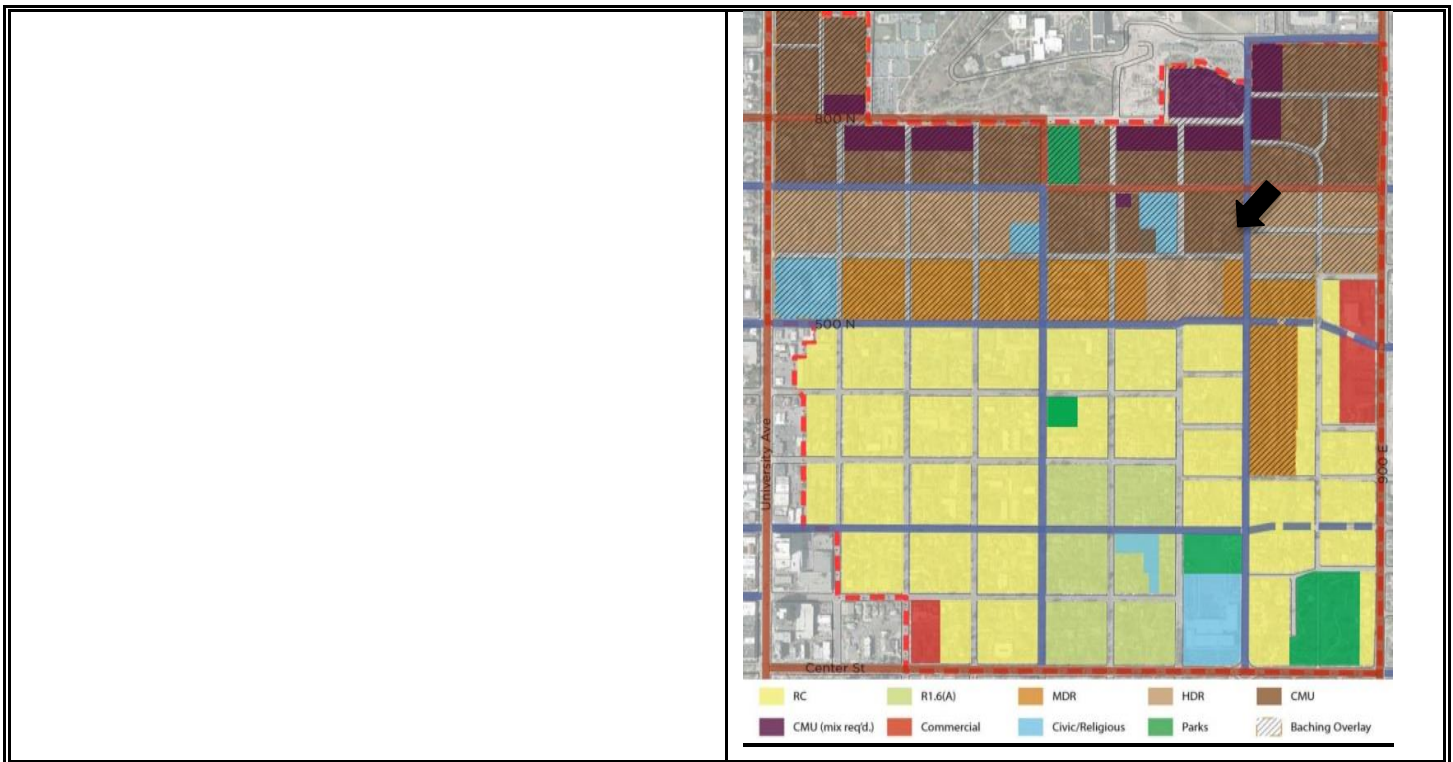 800 N
500 N
University Ave
900 E
Center St
RC
R1.6(A)
MDR
HDR
CMU
CMU (mix req'd.)
Commercial
Civic/Religious
Parks
Baching Overlay